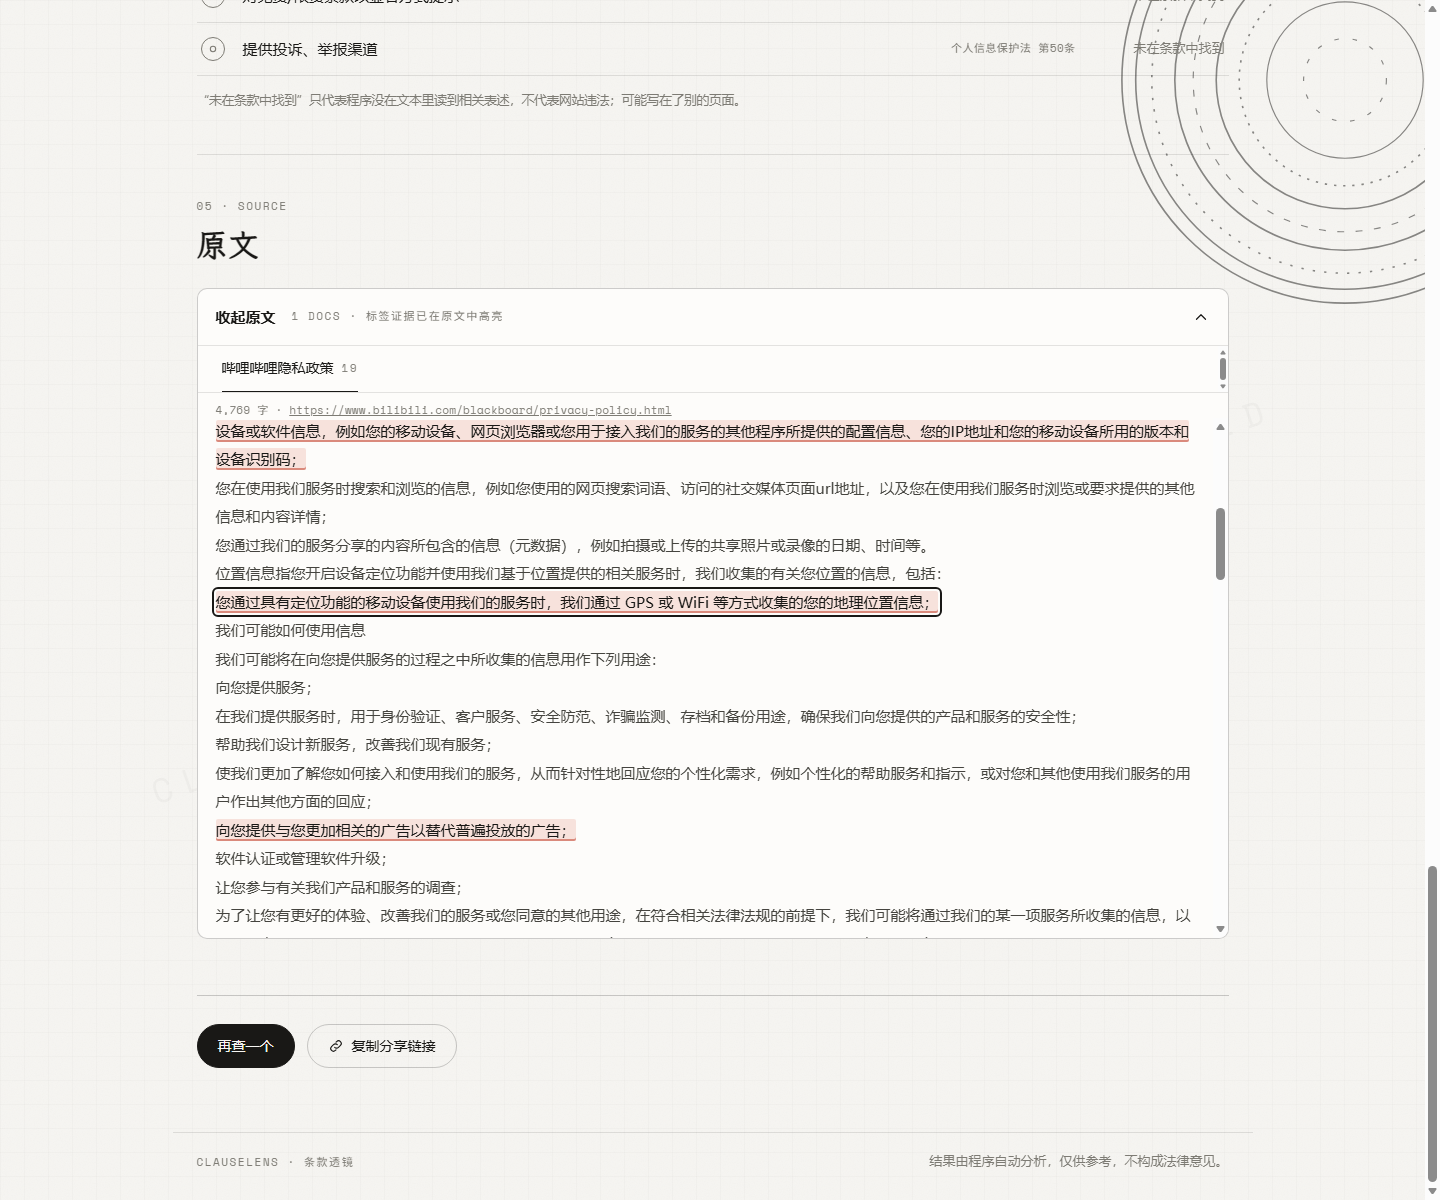 提供投诉、举报渠道
个人信息保护法 第50条
未在条款中找到
“未在条款中找到”只代表程序没在文本里读到相关表述，不代表网站违法；可能写在了别的页面。
05 · SOURCE
原文
收起原文 1 DOCS · 标签证据已在原文中高亮
哔哩哔哩隐私政策 19
4,769 字 · https://www.bilibili.com/blackboard/privacy-policy.html
设备或软件信息，例如您的移动设备、网页浏览器或您用于接入我们的服务的其他程序所提供的配置信息、您的IP地址和您的移动设备所用的版本和
设备识别码；
您在使用我们服务时搜索和浏览的信息，例如您使用的网页搜索词语、访问的社交媒体页面url地址，以及您在使用我们服务时浏览或要求提供的其他
信息和内容详情；
您通过我们的服务分享的内容所包含的信息（元数据），例如拍摄或上传的共享照片或录像的日期、时间等。
位置信息指您开启设备定位功能并使用我们基于位置提供的相关服务时，我们收集的有关您位置的信息，包括：
您通过具有定位功能的移动设备使用我们的服务时，我们通过 GPS 或 WiFi 等方式收集的您的地理位置信息；
我们可能如何使用信息
我们可能将在向您提供服务的过程之中所收集的信息用作下列用途：
向您提供服务；
在我们提供服务时，用于身份验证、客户服务、安全防范、诈骗监测、存档和备份用途，确保我们向您提供的产品和服务的安全性；
帮助我们设计新服务，改善我们现有服务；
使我们更加了解您如何接入和使用我们的服务，从而针对性地回应您的个性化需求，例如个性化的帮助服务和指示，或对您和其他使用我们服务的用
户作出其他方面的回应；
向您提供与您更加相关的广告以替代普遍投放的广告；
软件认证或管理软件升级；
让您参与有关我们产品和服务的调查；
为了让您有更好的体验、改善我们的服务或您同意的其他用途，在符合相关法律法规的前提下，我们可能将通过我们的某一项服务所收集的信息，以
再查一个
复制分享链接
CLAUSELENS · 条款透镜
结果由程序自动分析，仅供参考，不构成法律意见。